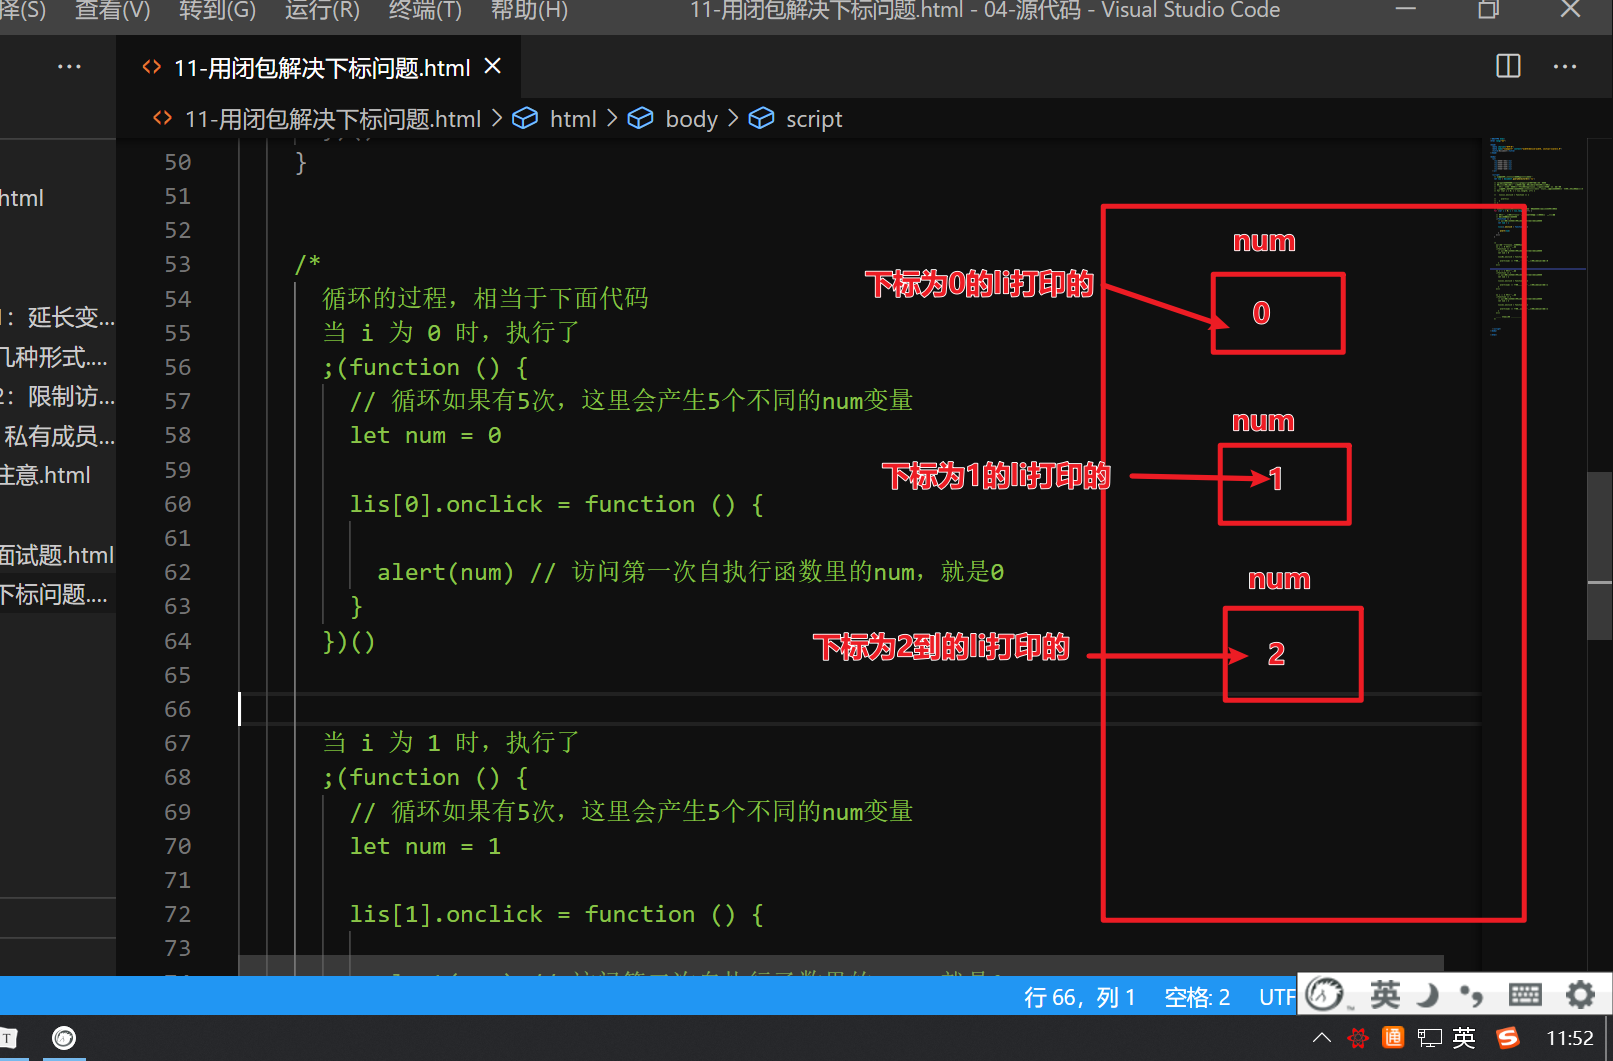 择(S) 查看(V) 转到(G) 运行(R) 终端(T) 帮助(H) 11-用闭包解决下标问题.html - 04-源代码 - Visual Studio Code
11-用闭包解决下标问题.html
11-用闭包解决下标问题.html > html > body > script
html
：延长变...
几种形式....
2：限制访...
私有成员...
注意.html
面试题.html
下标问题....
50 }
51
52
53 /*
54 循环的过程，相当于下面代码
55 当 i 为 0 时，执行了
56 ;(function () {
57 // 循环如果有5次，这里会产生5个不同的num变量
58 let num = 0
59
60 lis[0].onclick = function () {
61
62 alert(num) // 访问第一次自执行函数里的num，就是0
63 }
64 })()
65
66
67 当 i 为 1 时，执行了
68 ;(function () {
69 // 循环如果有5次，这里会产生5个不同的num变量
70 let num = 1
71
72 lis[1].onclick = function () {
73
num
下标为0的li打印的
0
num
下标为1的li打印的
1
num
下标为2到的li打印的
2
行 66，列 1 空格: 2 UTF
英
T
通 英 S 11:52